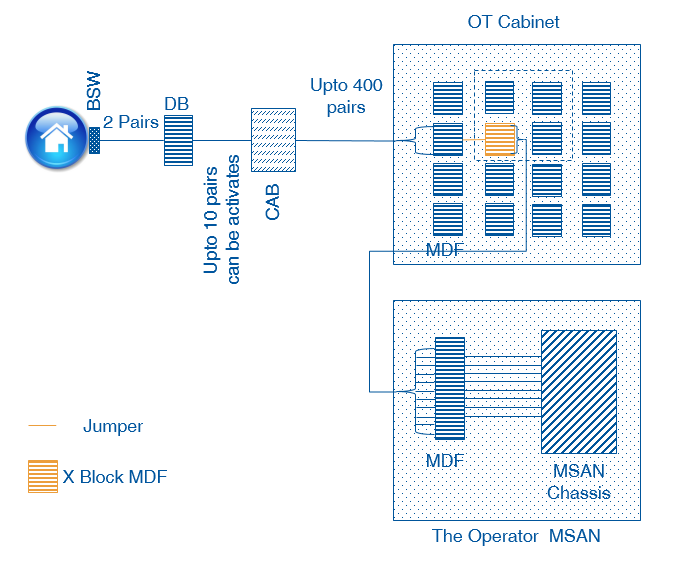 OT Cabinet
BSW
2 Pairs
DB
Upto 10 pairs
can be activates
CAB
Upto 400
pairs
MDF
MDF
MSAN
Chassis
The Operator MSAN
Jumper
X Block MDF